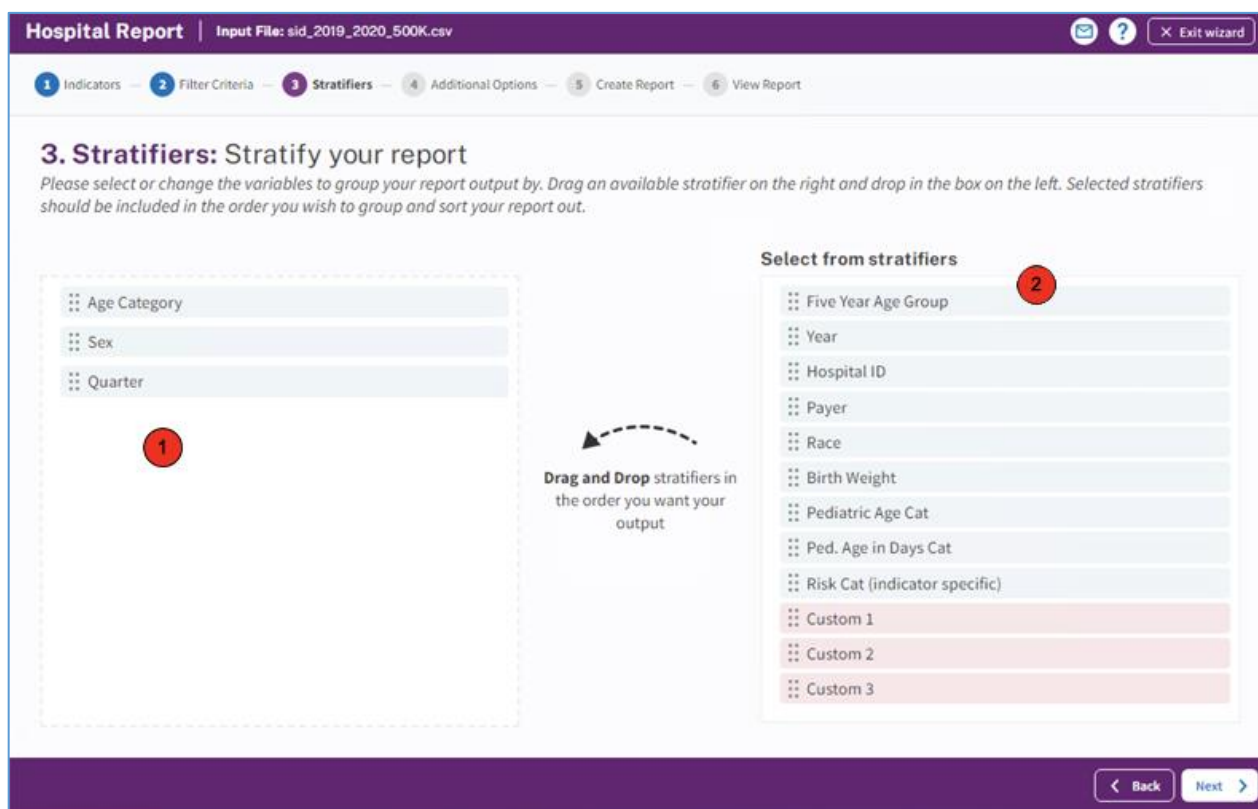 Hospital Report | Input File: sid_2019_2020_500K.csv
? × Exit wizard
1 Indicators — 2 Filter Criteria — 3 Stratifiers — 4 Additional Options — 5 Create Report — 6 View Report
3. Stratifiers: Stratify your report
Please select or change the variables to group your report output by. Drag an available stratifier on the right and drop in the box on the left. Selected stratifiers
should be included in the order you wish to group and sort your report out.
Age Category
Sex
Quarter
1
Drag and Drop stratifiers in
the order you want your
output
Select from stratifiers
2
Five Year Age Group
Year
Hospital ID
Payer
Race
Birth Weight
Pediatric Age Cat
Ped. Age in Days Cat
Risk Cat (indicator specific)
Custom 1
Custom 2
Custom 3
Back
Next